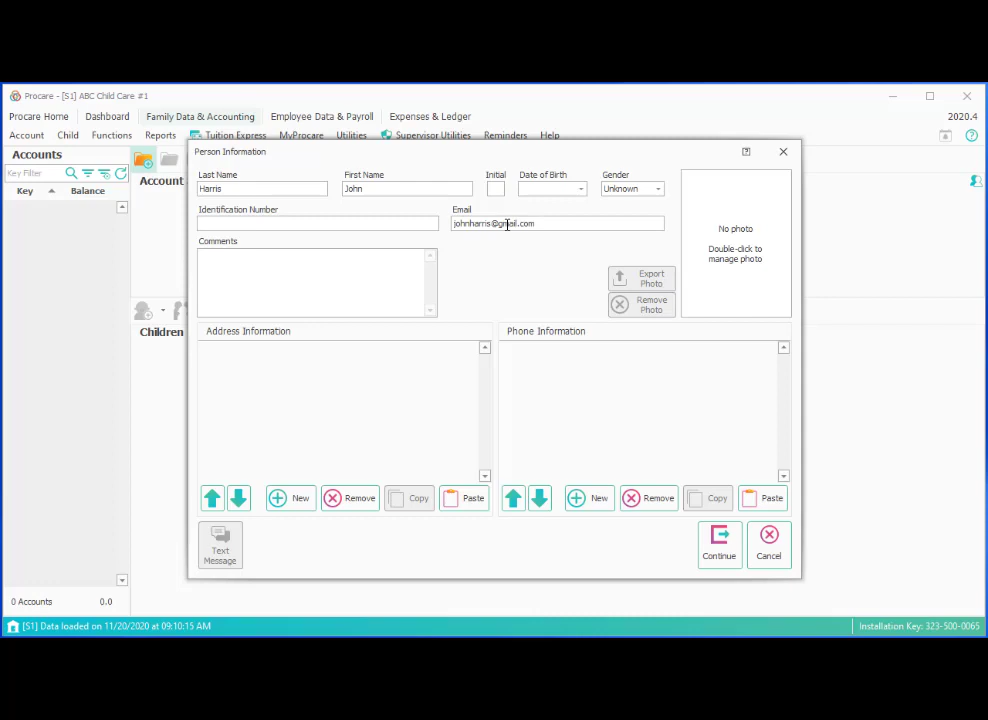 Procare - [S1] ABC Child Care #1
Procare Home Dashboard Family Data & Accounting Employee Data & Payroll Expenses & Ledger 2020.4
Account Child Functions Reports Tuition Express MyProcare Utilities Supervisor Utilities Reminders Help
Accounts
Key Filter
Key Balance
Account
Children
Person Information
Last Name First Name Initial Date of Birth Gender
Harris John Unknown
Identification Number Email
johnharris@gmail.com
Comments
No photo
Double-click to
manage photo
Export
Photo
Remove
Photo
Address Information Phone Information
New Remove Copy Paste New Remove Copy Paste
Text
Message
Continue Cancel
0 Accounts 0.0
[S1] Data loaded on 11/20/2020 at 09:10:15 AM Installation Key: 323-500-0065